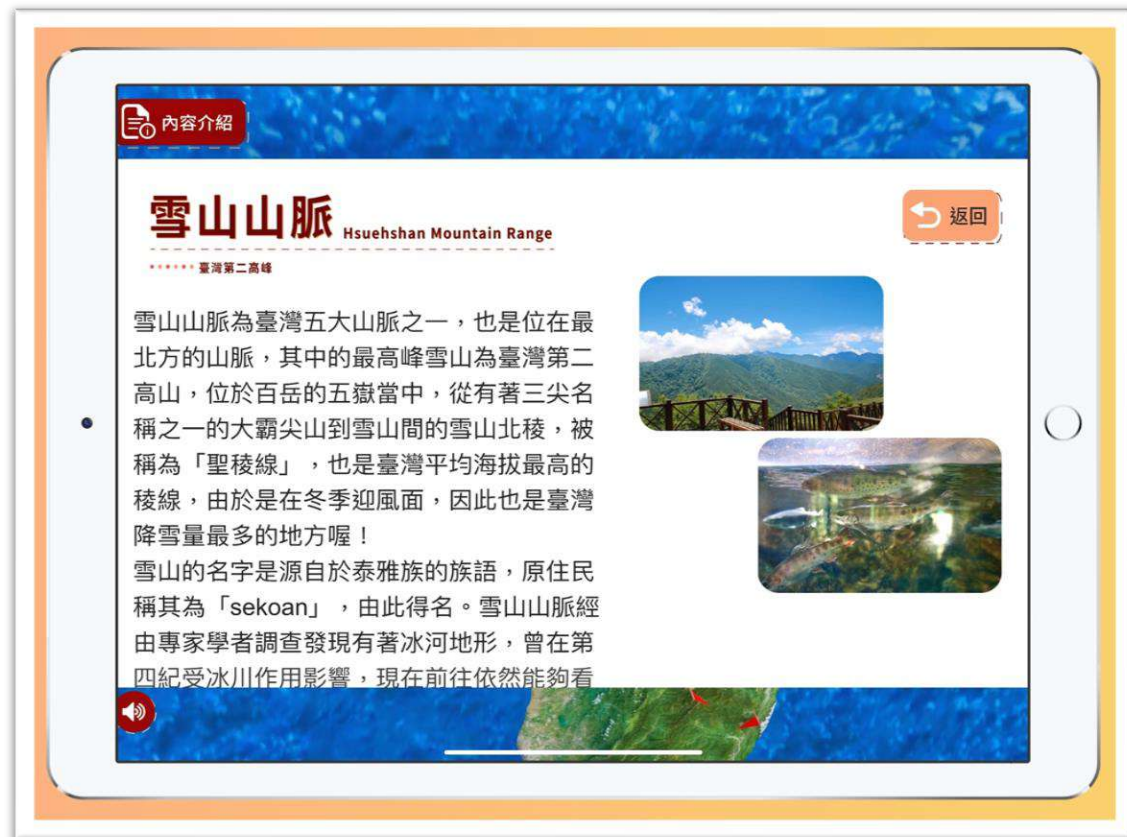 內容介紹
雪山山脈 Hsuehshan Mountain Range
返回
臺灣第二高峰
雪山山脈為臺灣五大山脈之一，也是位在最
北方的山脈，其中的最高峰雪山為臺灣第二
高山，位於百岳的五嶽當中，從有著三尖名
稱之一的大霸尖山到雪山間的雪山北稜，被
稱為「聖稜線」，也是臺灣平均海拔最高的
稜線，由於是在冬季迎風面，因此也是臺灣
降雪量最多的地方喔！
雪山的名字是源自於泰雅族的族語，原住民
稱其為「sekoan」，由此得名。雪山山脈經
由專家學者調查發現有著冰河地形，曾在第
四紀受冰川作用影響，現在前往依然能夠看